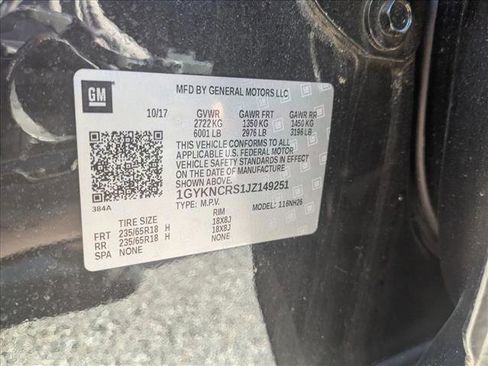 GM
MFD BY GENERAL MOTORS LLC
10/17 GVWR GAWR FRT GAWR RR
2722 KG 1350 KG 1450 KG
6001 LB 2976 LB 3196 LB
THIS VEHICLE CONFORMS TO ALL
APPLICABLE U.S. FEDERAL MOTOR
VEHICLE SAFETY STANDARDS IN EFFECT
ON THE DATE OF MANUFACTURE SHOWN ABOVE.
1GYKNCRS1JZ149251
384A TYPE: M.P.V. MODEL: 116NH26
TIRE SIZE RIM
FRT 235/65R18 H 18X8J
RR 235/65R18 H 18X8J
SPA NONE NONE